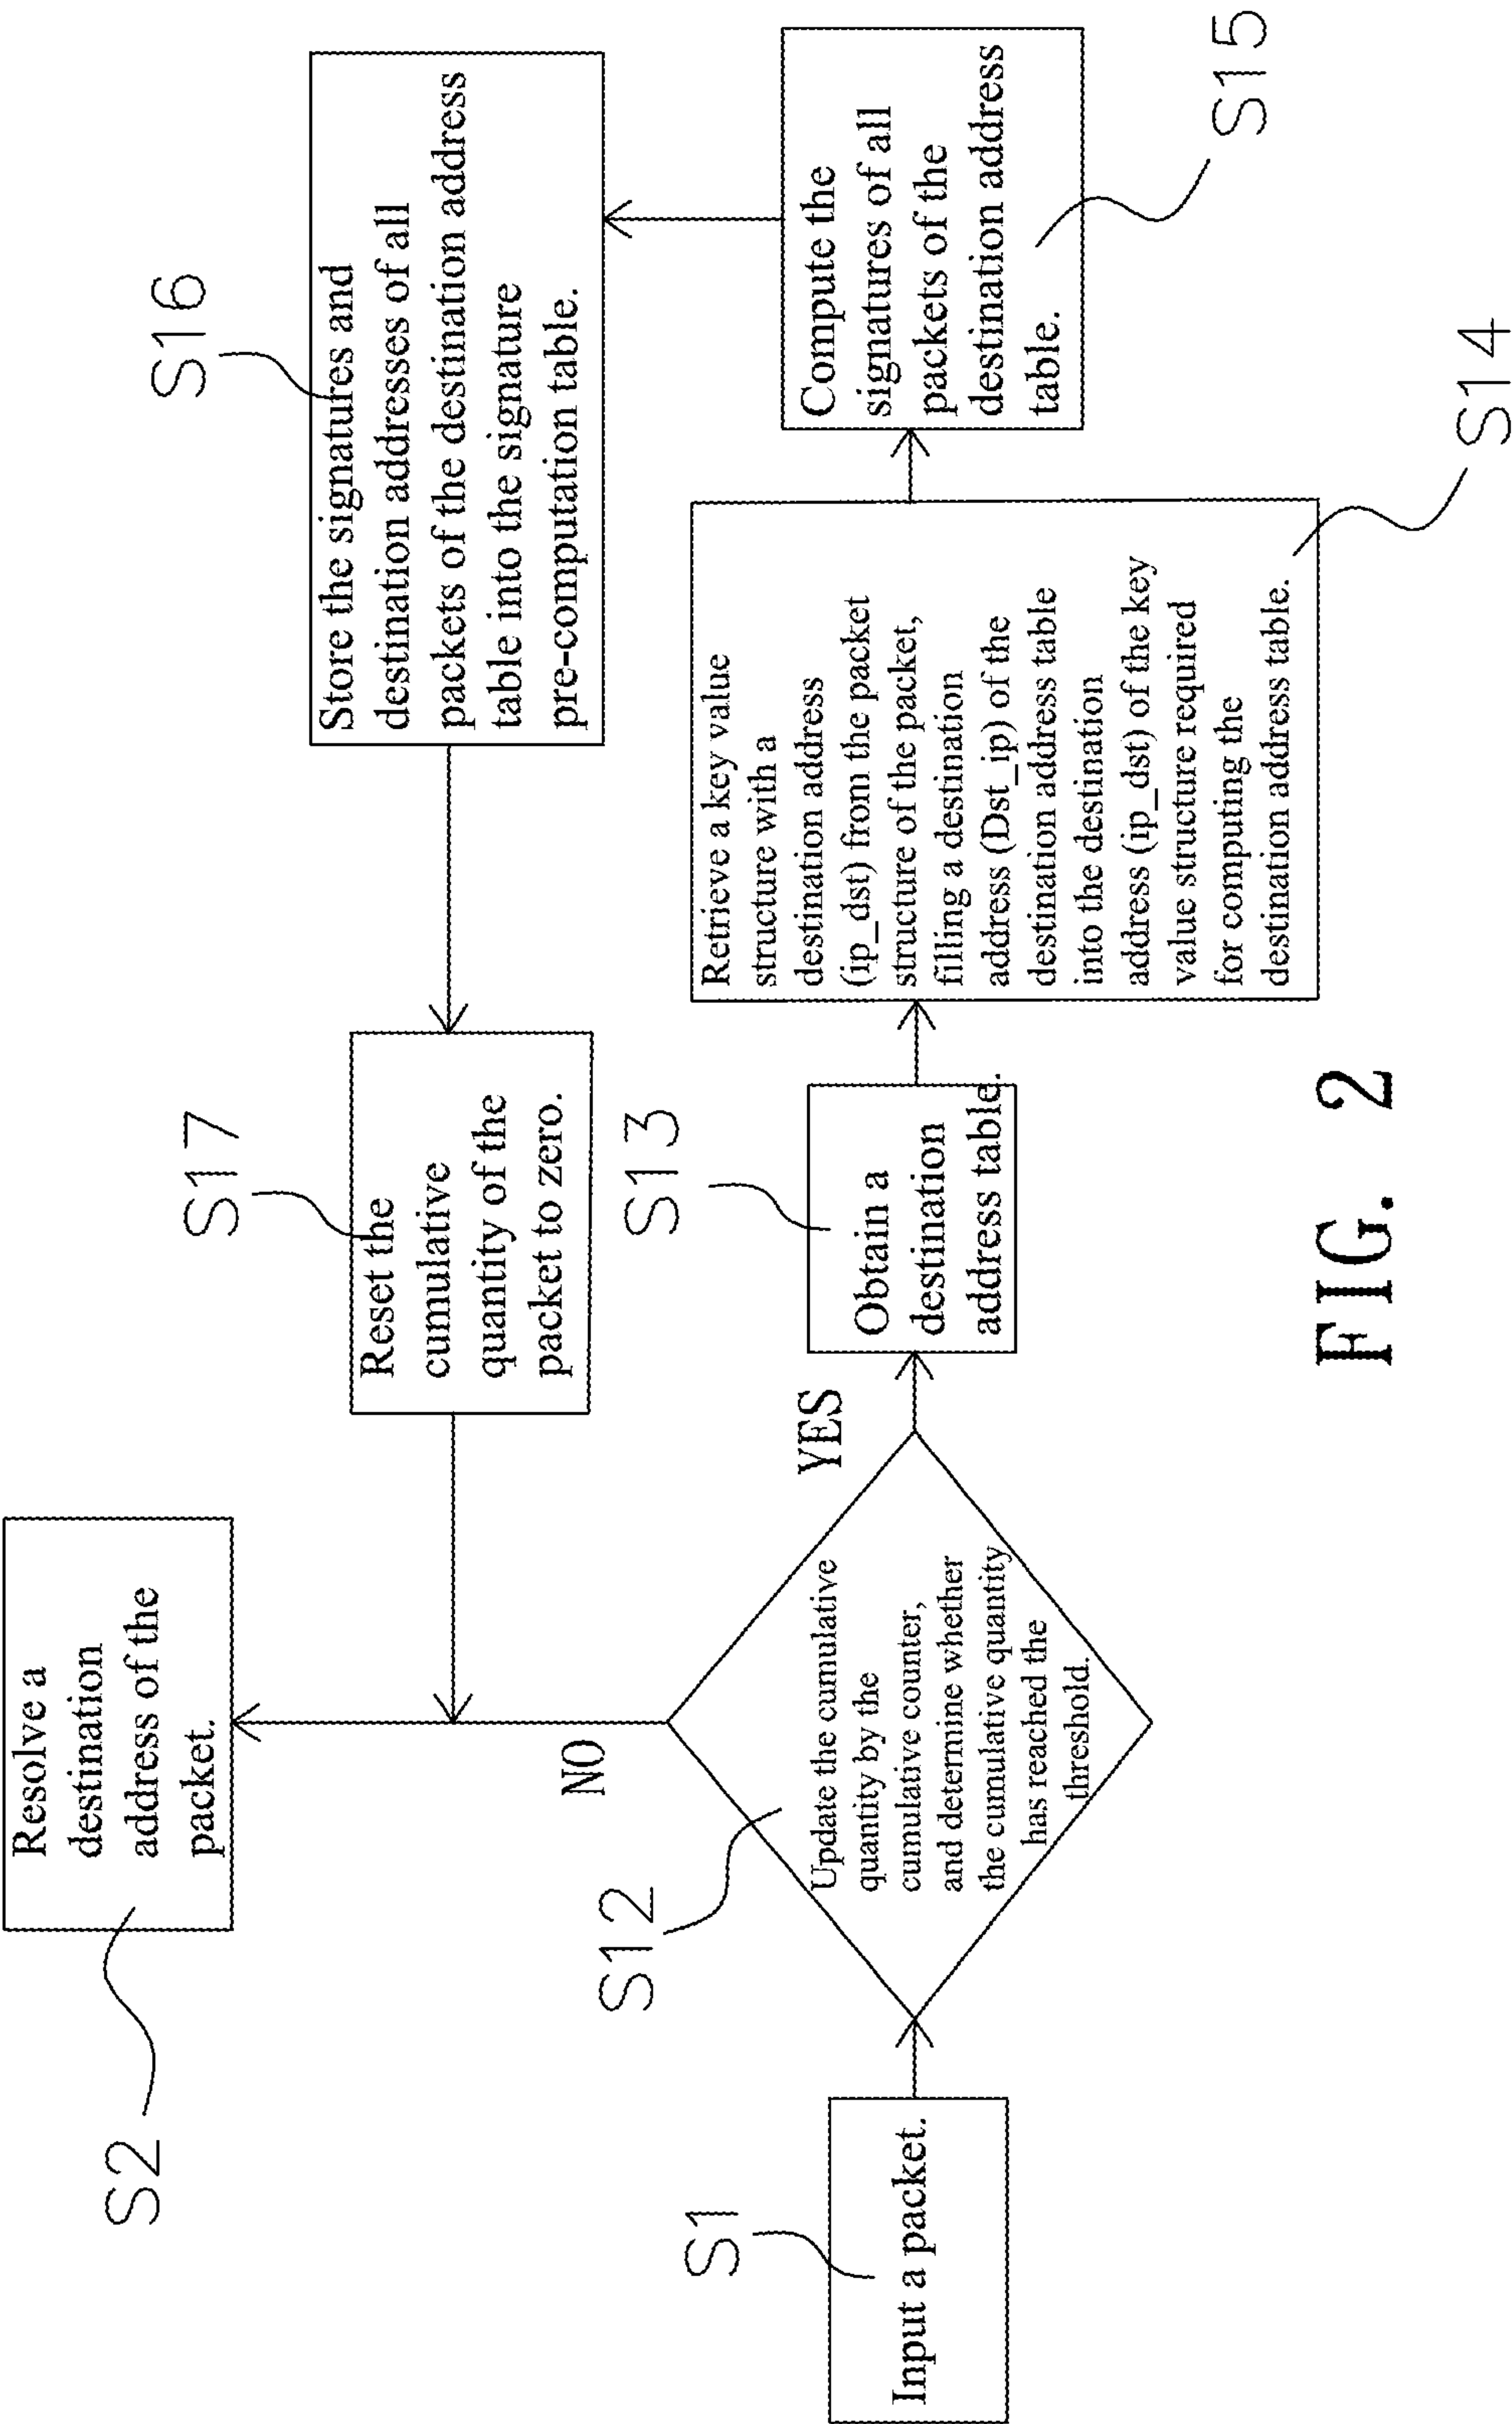 S1
Input a packet.
S12
Update the cumulative
quantity by the
cumulative counter,
and determine whether
the cumulative quantity
has reached the
threshold.
NO
YES
S2
Resolve a
destination
address of the
packet.
S13
Obtain a
destination
address table.
S14
Retrieve a key value
structure with a
destination address
(ip_dst) from the packet
structure of the packet,
filling a destination
address (Dst_ip) of the
destination address table
into the destination
address (ip_dst) of the key
value structure required
for computing the
destination address table.
S15
Compute the
signatures of all
packets of the
destination address
table.
S16
Store the signatures and
destination addresses of all
packets of the destination address
table into the signature
pre-computation table.
S17
Reset the
cumulative
quantity of the
packet to zero.
FIG. 2